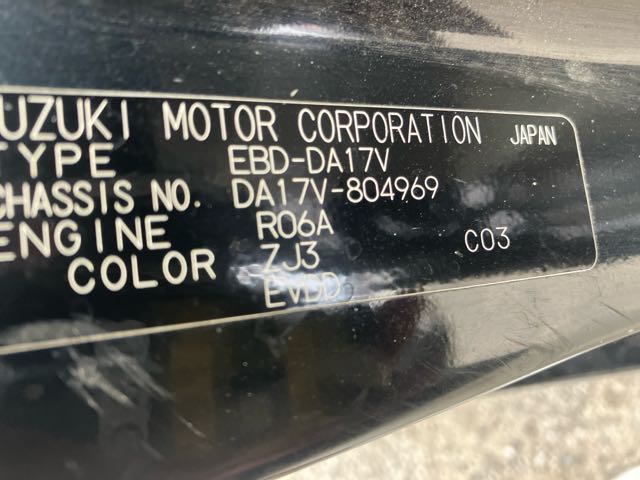 UZUKI MOTOR CORPORATION JAPAN
TYPE EBD-DA17V
CHASSIS NO. DA17V-804969
ENGINE R06A
COLOR ZJ3 C03
EVDD